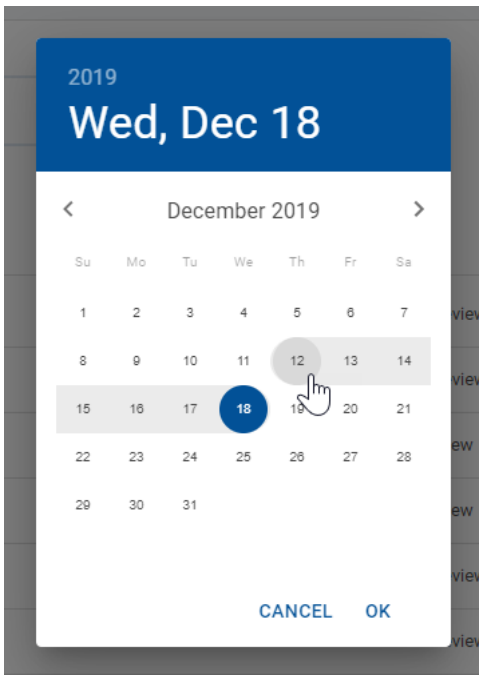 2019
Wed, Dec 18
December 2019
Su Mo Tu We Th Fr Sa
1 2 3 4 5 6 7
8 9 10 11 12 13 14
15 16 17 18 19 20 21
22 23 24 25 26 27 28
29 30 31
CANCEL OK